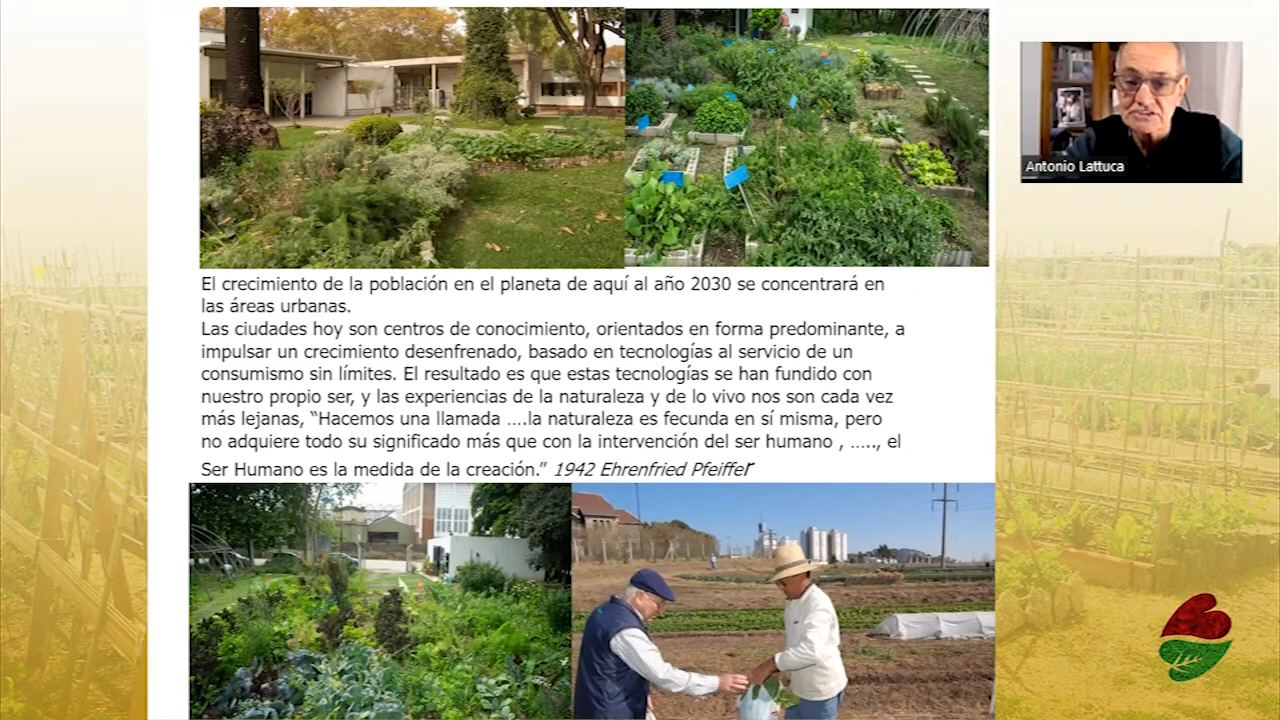 Antonio Lattuca
El crecimiento de la población en el planeta de aquí al año 2030 se concentrará en
las áreas urbanas.
Las ciudades hoy son centros de conocimiento, orientados en forma predominante, a
impulsar un crecimiento desenfrenado, basado en tecnologías al servicio de un
consumismo sin límites. El resultado es que estas tecnologías se han fundido con
nuestro propio ser, y las experiencias de la naturaleza y de lo vivo nos son cada vez
más lejanas, “Hacemos una llamada ….la naturaleza es fecunda en sí misma, pero
no adquiere todo su significado más que con la intervención del ser humano , ….., el
Ser Humano es la medida de la creación.” 1942 Ehrenfried Pfeiffer